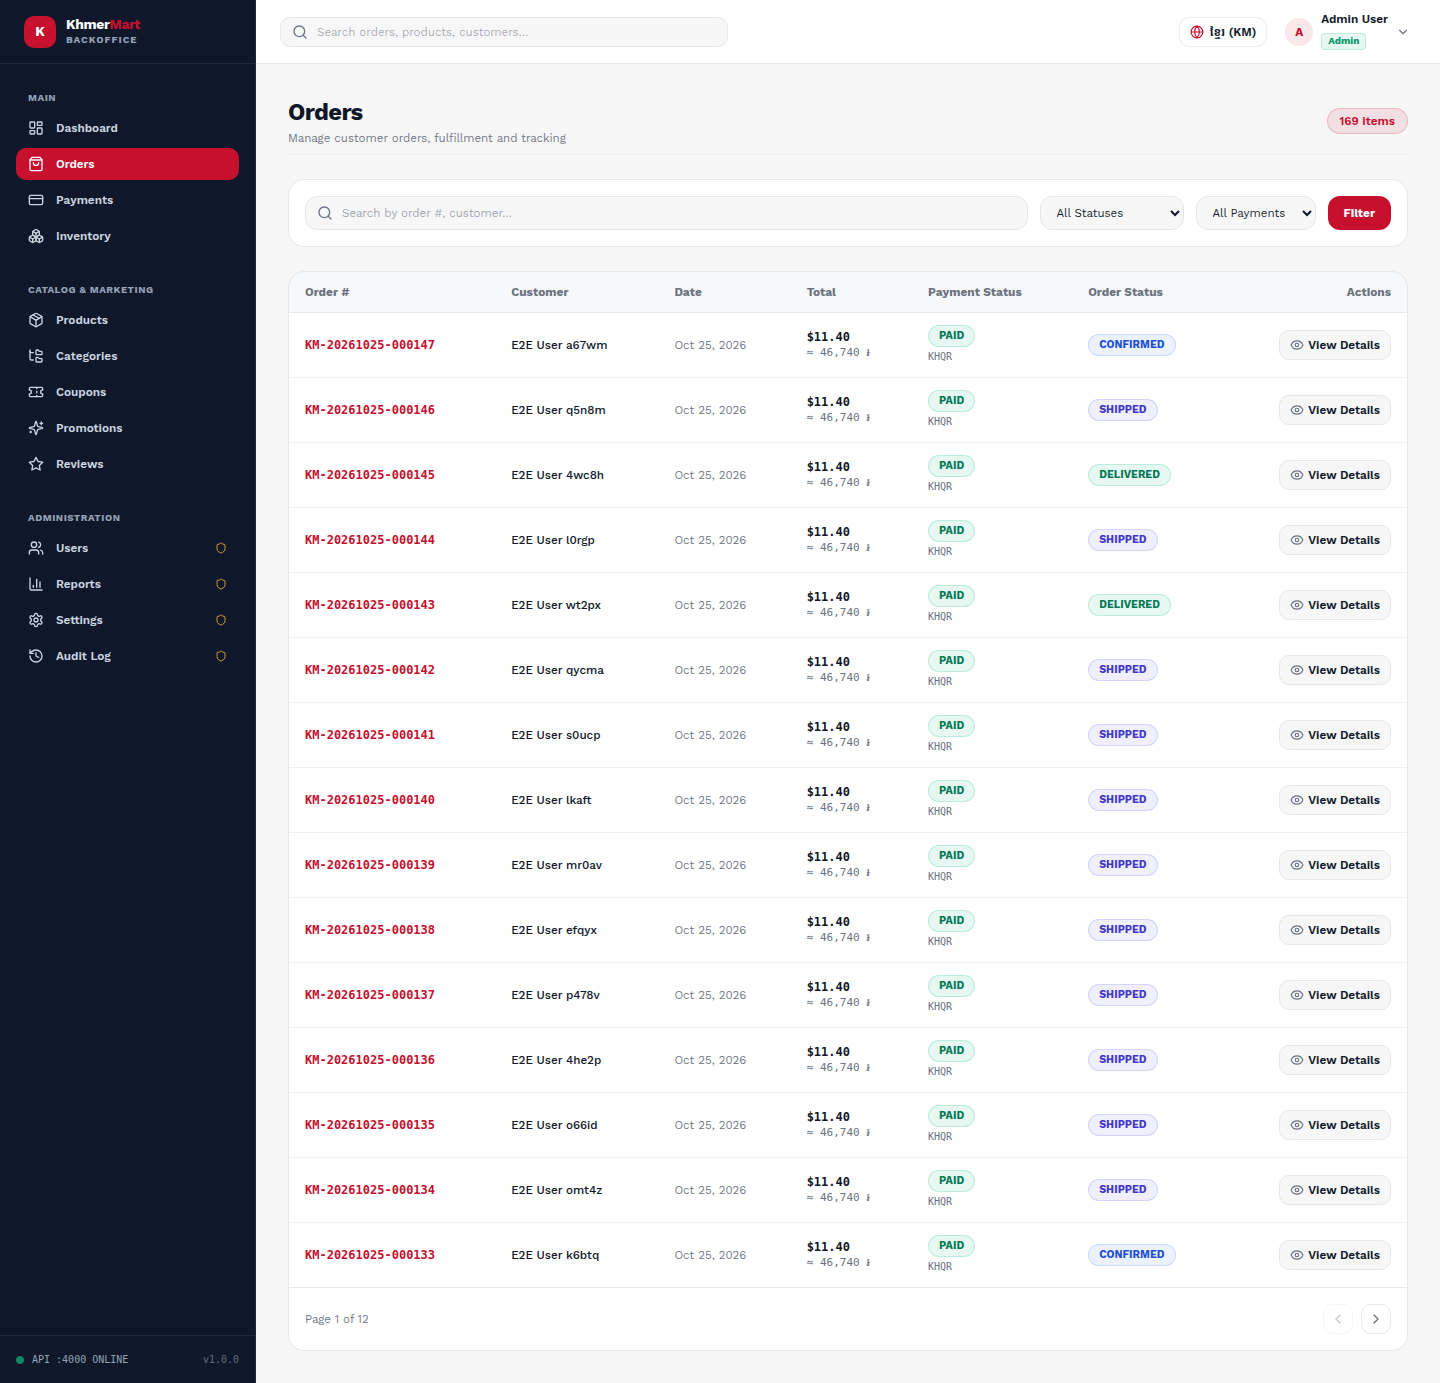 K
KhmerMart
BACKOFFICE
MAIN
Dashboard
Orders
Payments
Inventory
CATALOG & MARKETING
Products
Categories
Coupons
Promotions
Reviews
ADMINISTRATION
Users
Reports
Settings
Audit Log
API :4000 ONLINE
v1.0.0
Search orders, products, customers...
ខ្មែរ (KM)
A
Admin User
Admin
Orders
Manage customer orders, fulfillment and tracking
169 items
Search by order #, customer...
All Statuses
All Payments
Filter
Order # Customer Date Total Payment Status Order Status Actions
KM-20261025-000147 E2E User a67wm Oct 25, 2026 $11.40 PAID CONFIRMED View Details
≈ 46,740 ៛ KHQR
KM-20261025-000146 E2E User q5n8m Oct 25, 2026 $11.40 PAID SHIPPED View Details
≈ 46,740 ៛ KHQR
KM-20261025-000145 E2E User 4wc8h Oct 25, 2026 $11.40 PAID DELIVERED View Details
≈ 46,740 ៛ KHQR
KM-20261025-000144 E2E User l0rgp Oct 25, 2026 $11.40 PAID SHIPPED View Details
≈ 46,740 ៛ KHQR
KM-20261025-000143 E2E User wt2px Oct 25, 2026 $11.40 PAID DELIVERED View Details
≈ 46,740 ៛ KHQR
KM-20261025-000142 E2E User qycma Oct 25, 2026 $11.40 PAID SHIPPED View Details
≈ 46,740 ៛ KHQR
KM-20261025-000141 E2E User s0ucp Oct 25, 2026 $11.40 PAID SHIPPED View Details
≈ 46,740 ៛ KHQR
KM-20261025-000140 E2E User lkaft Oct 25, 2026 $11.40 PAID SHIPPED View Details
≈ 46,740 ៛ KHQR
KM-20261025-000139 E2E User mr0av Oct 25, 2026 $11.40 PAID SHIPPED View Details
≈ 46,740 ៛ KHQR
KM-20261025-000138 E2E User efqyx Oct 25, 2026 $11.40 PAID SHIPPED View Details
≈ 46,740 ៛ KHQR
KM-20261025-000137 E2E User p478v Oct 25, 2026 $11.40 PAID SHIPPED View Details
≈ 46,740 ៛ KHQR
KM-20261025-000136 E2E User 4he2p Oct 25, 2026 $11.40 PAID SHIPPED View Details
≈ 46,740 ៛ KHQR
KM-20261025-000135 E2E User o66id Oct 25, 2026 $11.40 PAID SHIPPED View Details
≈ 46,740 ៛ KHQR
KM-20261025-000134 E2E User omt4z Oct 25, 2026 $11.40 PAID SHIPPED View Details
≈ 46,740 ៛ KHQR
KM-20261025-000133 E2E User k6btq Oct 25, 2026 $11.40 PAID CONFIRMED View Details
≈ 46,740 ៛ KHQR
Page 1 of 12